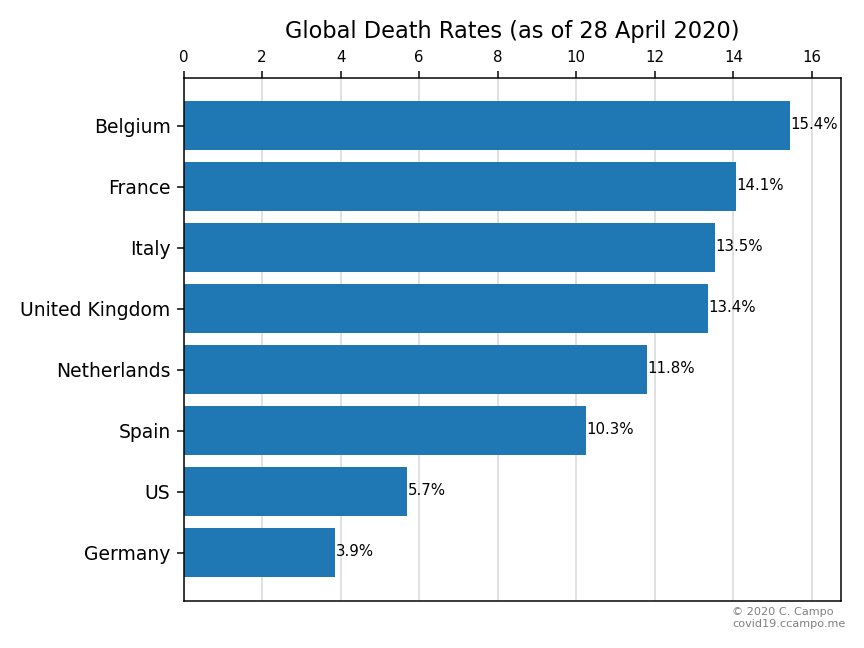 Global Death Rates (as of 28 April 2020)
0 2 4 6 8 10 12 14 16
Belgium 15.4%
France 14.1%
Italy 13.5%
United Kingdom 13.4%
Netherlands 11.8%
Spain 10.3%
US 5.7%
Germany 3.9%
© 2020 C. Campo
covid19.ccampo.me